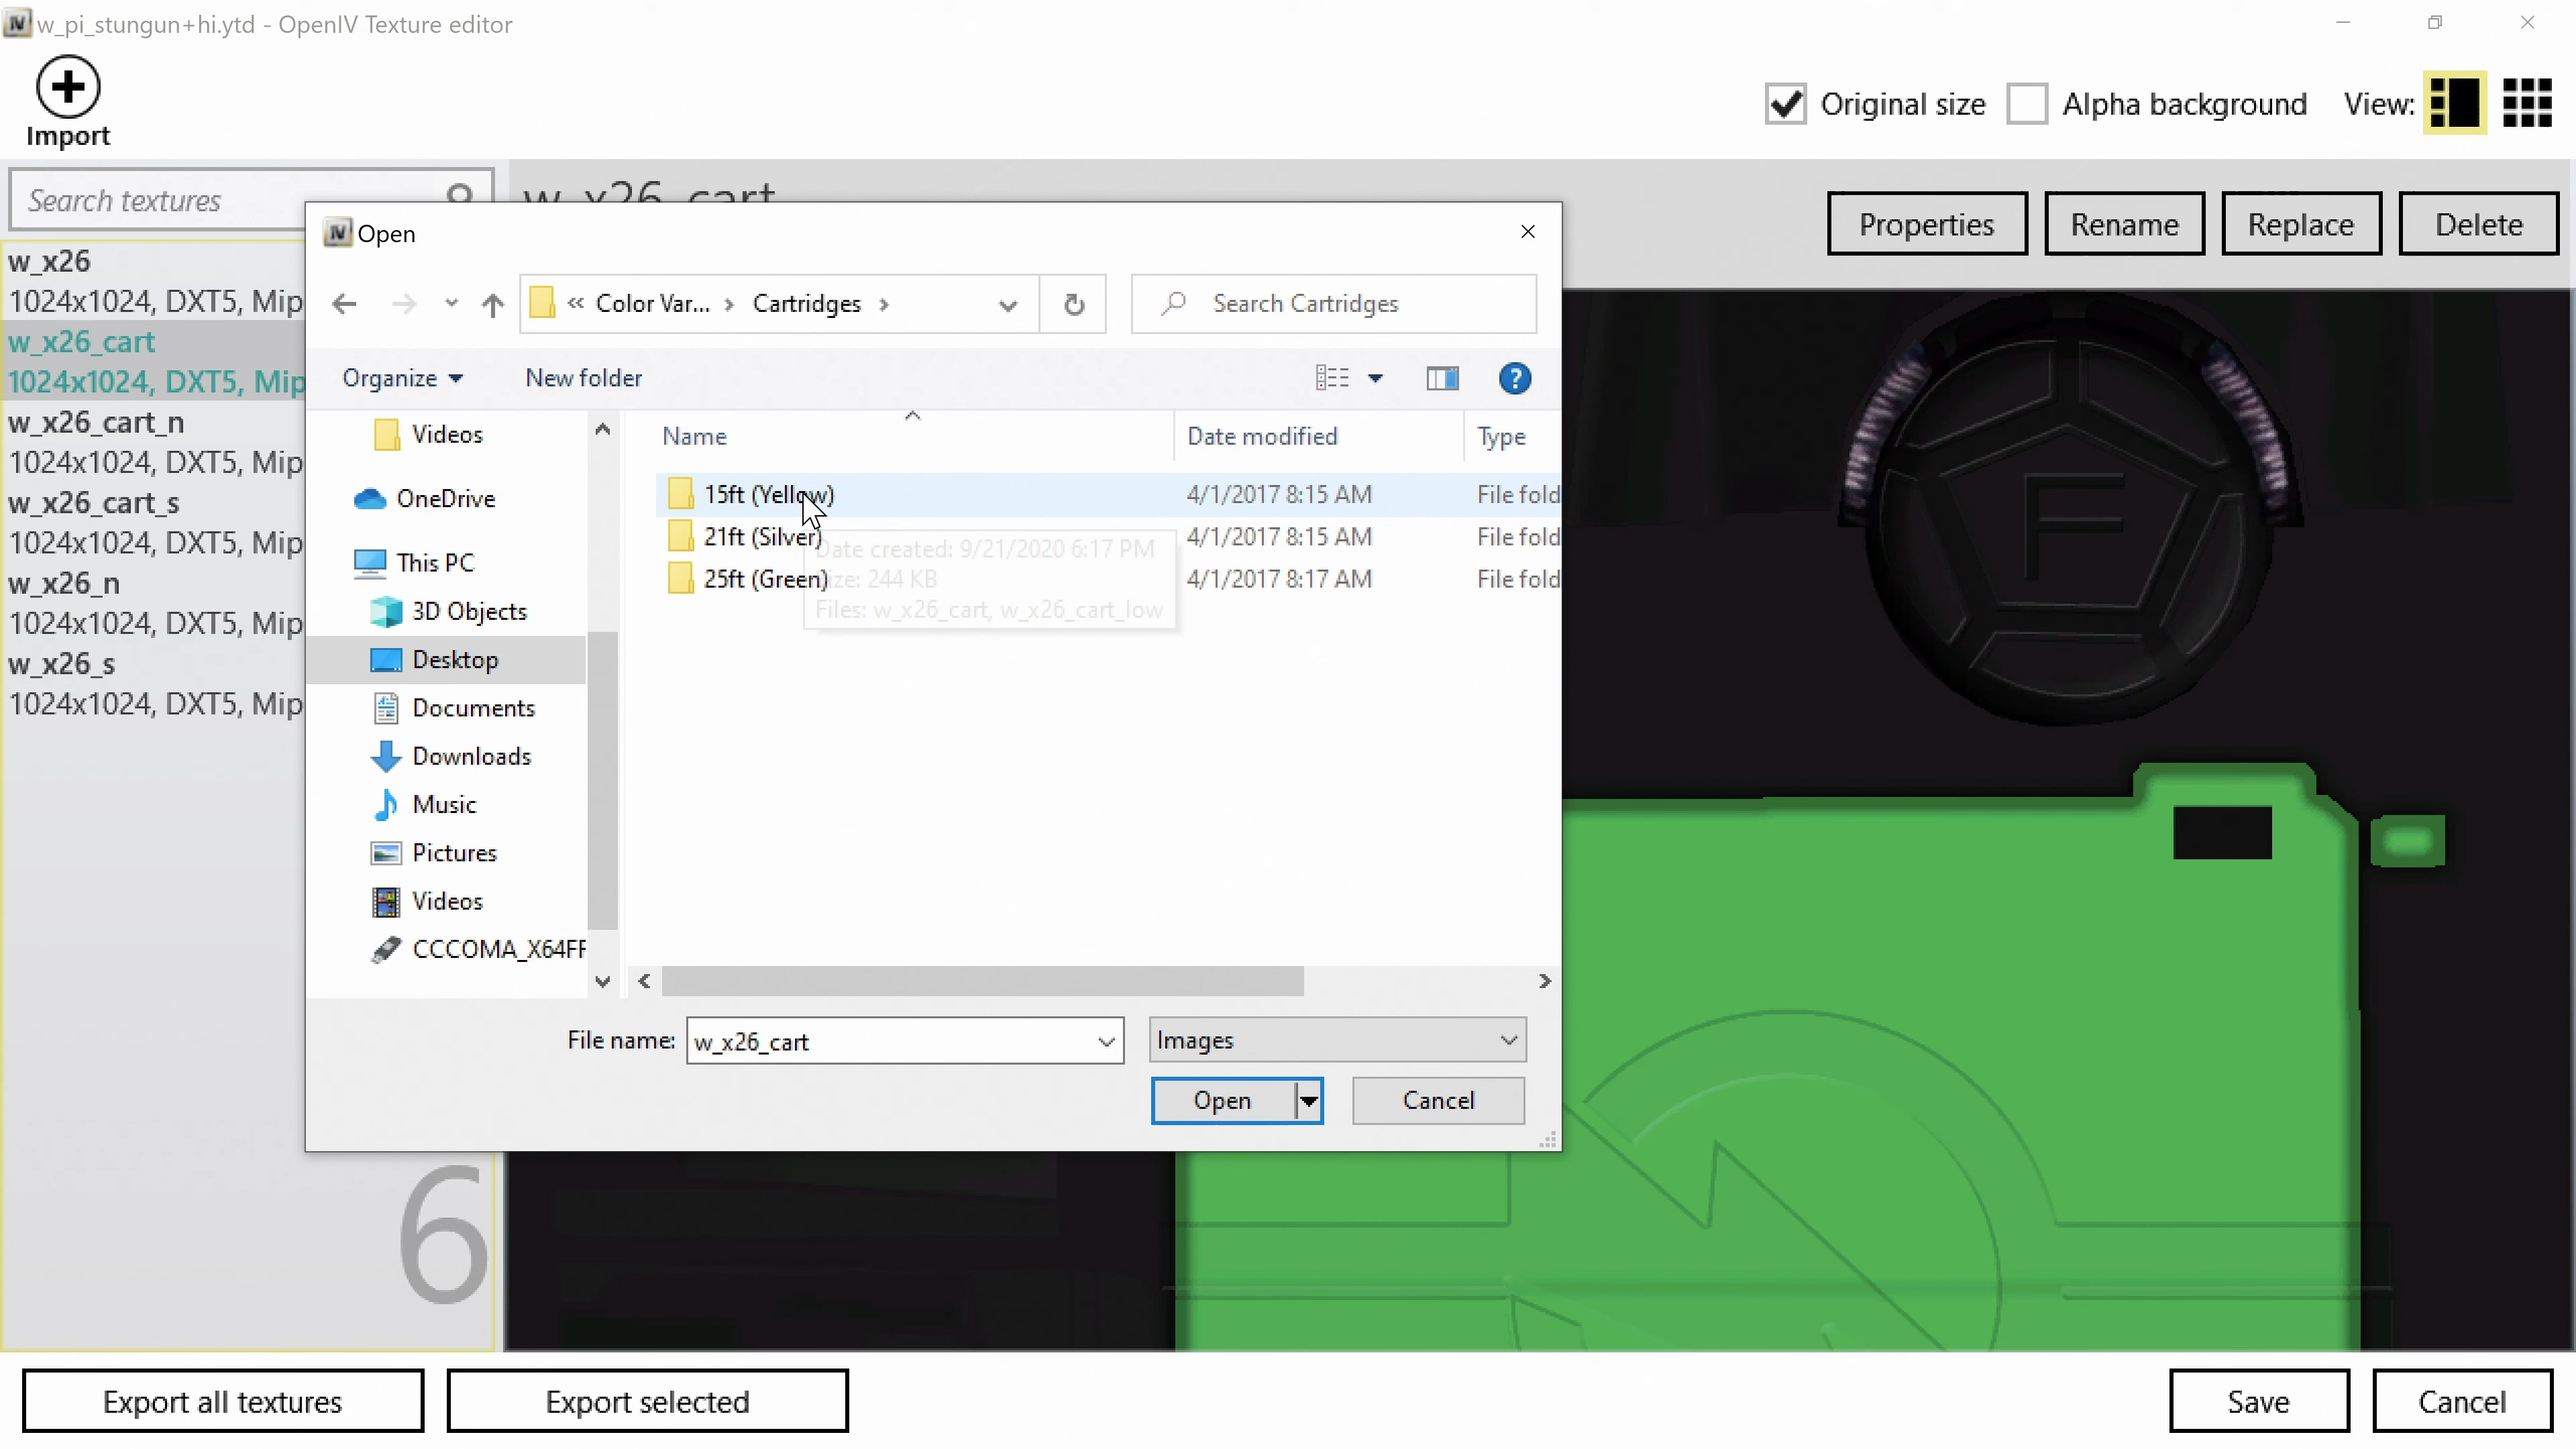 w_pi_stungun+hi.ytd - OpenIV Texture editor
Import
Original size
Alpha background
View:
Search textures
w_x26_cart
Properties
Rename
Replace
Delete
w_x26
1024x1024, DXT5, Mip
w_x26_cart
1024x1024, DXT5, Mip
w_x26_cart_n
1024x1024, DXT5, Mip
w_x26_cart_s
1024x1024, DXT5, Mip
w_x26_n
1024x1024, DXT5, Mip
w_x26_s
1024x1024, DXT5, Mip
6
IV Open
« Color Var... › Cartridges ›
Search Cartridges
Organize
New folder
Videos
OneDrive
This PC
3D Objects
Desktop
Documents
Downloads
Music
Pictures
Videos
CCCOMA_X64FF
Name Date modified Type
15ft (Yellow) 4/1/2017 8:15 AM File fold
21ft (Silver) 4/1/2017 8:15 AM File fold
25ft (Green) 4/1/2017 8:17 AM File fold
Date created: 9/21/2020 6:17 PM
Size: 244 KB
Files: w_x26_cart, w_x26_cart_low
File name: w_x26_cart
Images
Open
Cancel
F
Export all textures
Export selected
Save
Cancel